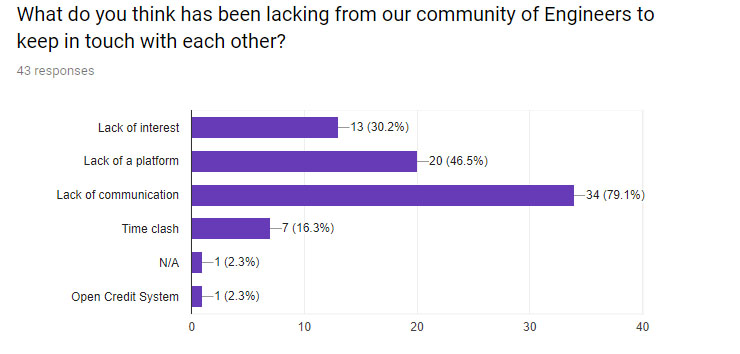 What do you think has been lacking from our community of Engineers to
keep in touch with each other?
43 responses
Lack of interest 13 (30.2%)
Lack of a platform 20 (46.5%)
Lack of communication 34 (79.1%)
Time clash 7 (16.3%)
N/A 1 (2.3%)
Open Credit System 1 (2.3%)
0 10 20 30 40